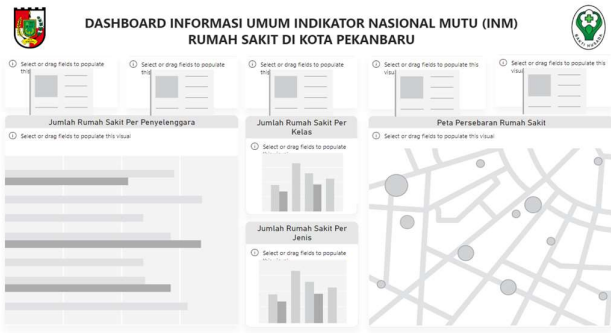 DASHBOARD INFORMASI UMUM INDIKATOR NASIONAL MUTU (INM)
RUMAH SAKIT DI KOTA PEKANBARU
Select or drag fields to populate
this
Select or drag fields to populate
this
Select or drag fields to populate
this
Select or drag fields to populate this
visu
Select or drag fields to populate this
visu
Jumlah Rumah Sakit Per Penyelenggara
Select or drag fields to populate this visual
Jumlah Rumah Sakit Per
Kelas
Select or drag fields to populate
Jumlah Rumah Sakit Per
Jenis
Select or drag fields to populate
Peta Persebaran Rumah Sakit
Select or drag fields to populate this visual